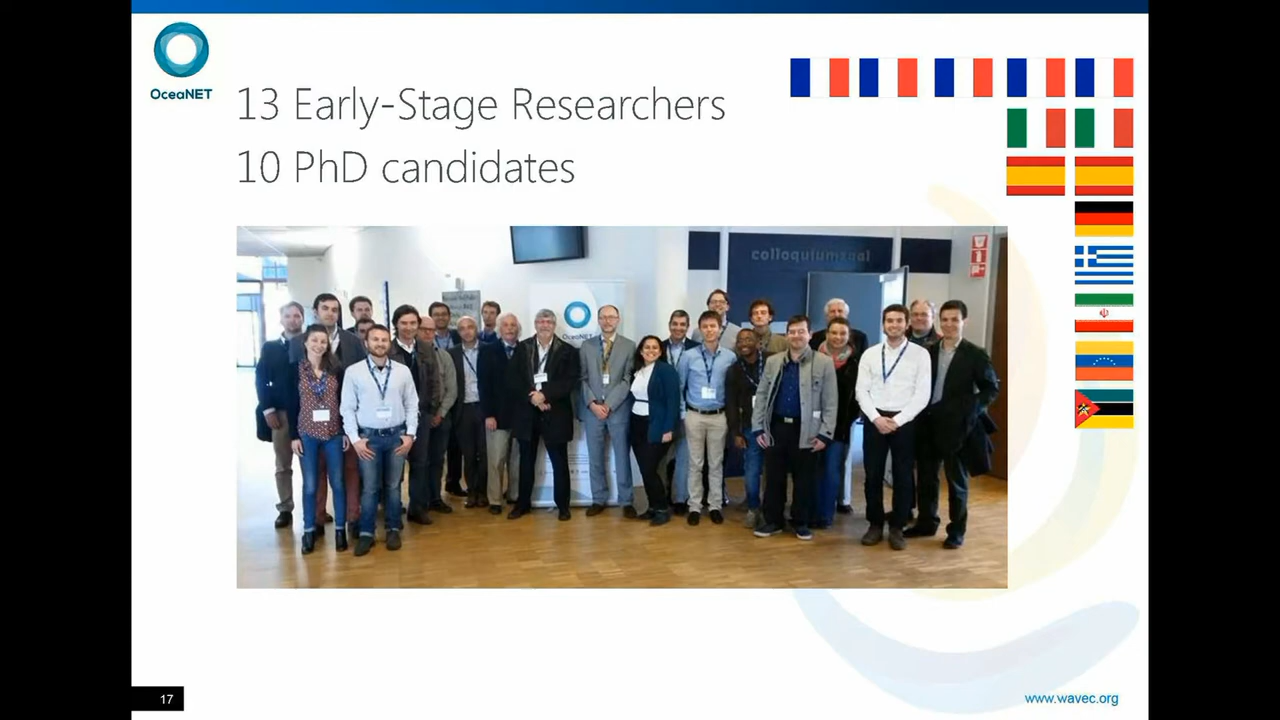 OceaNET
13 Early-Stage Researchers
10 PhD candidates
colloquiumzaal
OceaNET
17
www.wavec.org